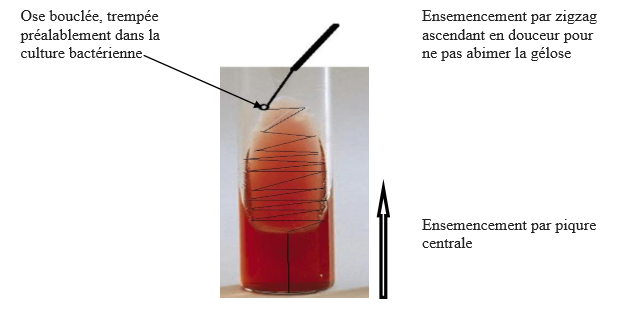 Ose bouclée, trempée
préalablement dans la
culture bactérienne
Ensemencement par zigzag
ascendant en douceur pour
ne pas abimer la gélose
Ensemencement par piqure
centrale